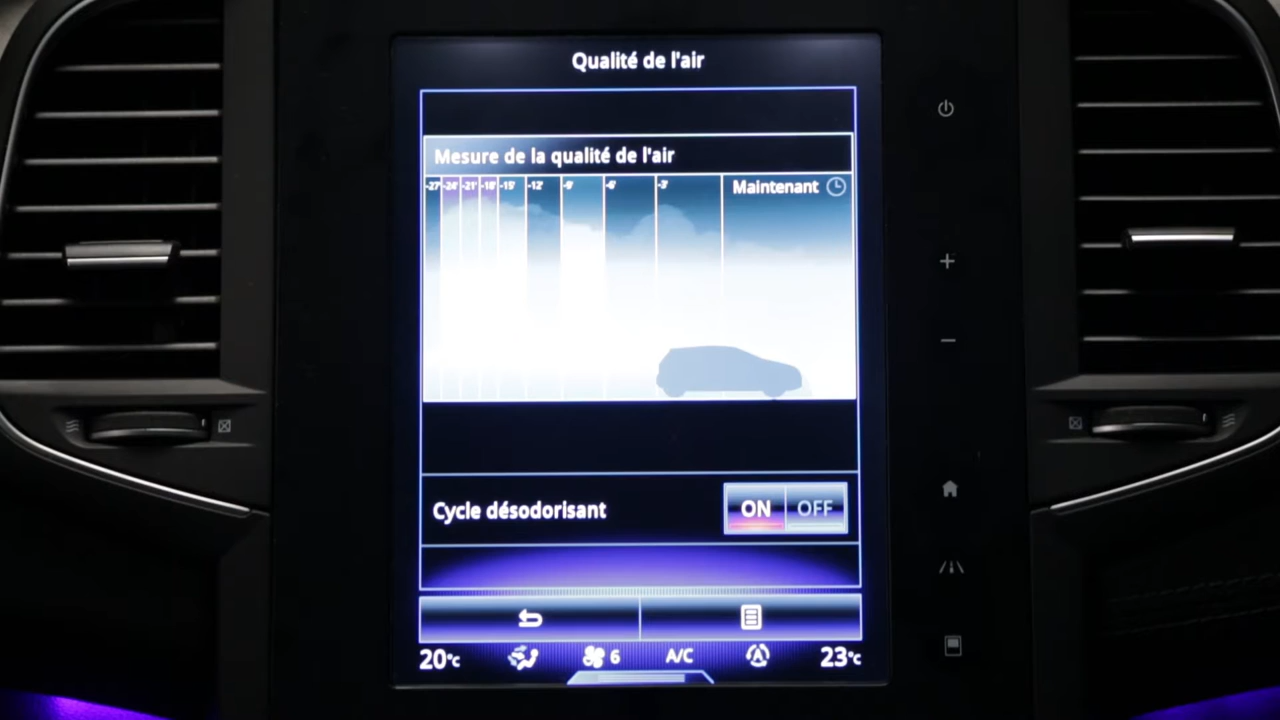 Qualité de l'air
Mesure de la qualité de l'air
-27' -24' -21' -18' -15' -12' -9' -6' -3' Maintenant
Cycle désodorisant ON OFF
20°C 6 A/C 23°C